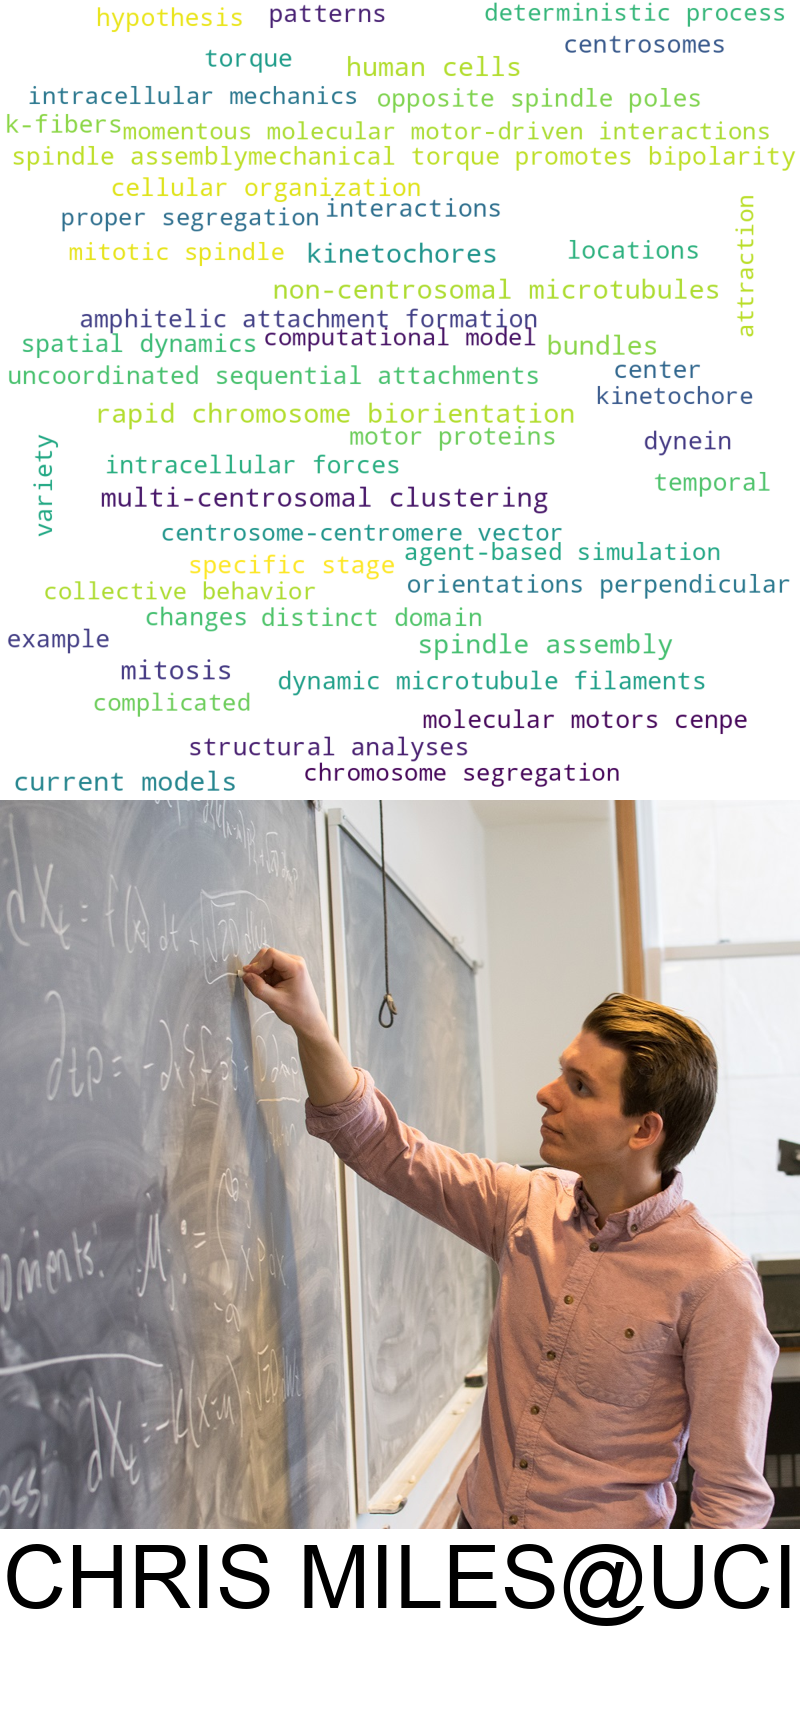 hypothesis patterns deterministic process
torque centrosomes
human cells
intracellular mechanics opposite spindle poles
k-fibers momentous molecular motor-driven interactions
spindle assemblymechanical torque promotes bipolarity
cellular organization
proper segregation interactions
attraction
mitotic spindle kinetochores locations
non-centrosomal microtubules
amphitelic attachment formation
spatial dynamics computational model bundles
uncoordinated sequential attachments center
kinetochore
rapid chromosome biorientation
motor proteins dynein
variety
intracellular forces
temporal
multi-centrosomal clustering
centrosome-centromere vector
specific stage agent-based simulation
collective behavior orientations perpendicular
changes distinct domain
example spindle assembly
mitosis dynamic microtubule filaments
complicated
molecular motors cenpe
structural analyses
current models chromosome segregation
dXt = f(x) dt +
∂tp = -∂x{
oments:
dXt = -k(x-u)
CHRIS MILES@UCI